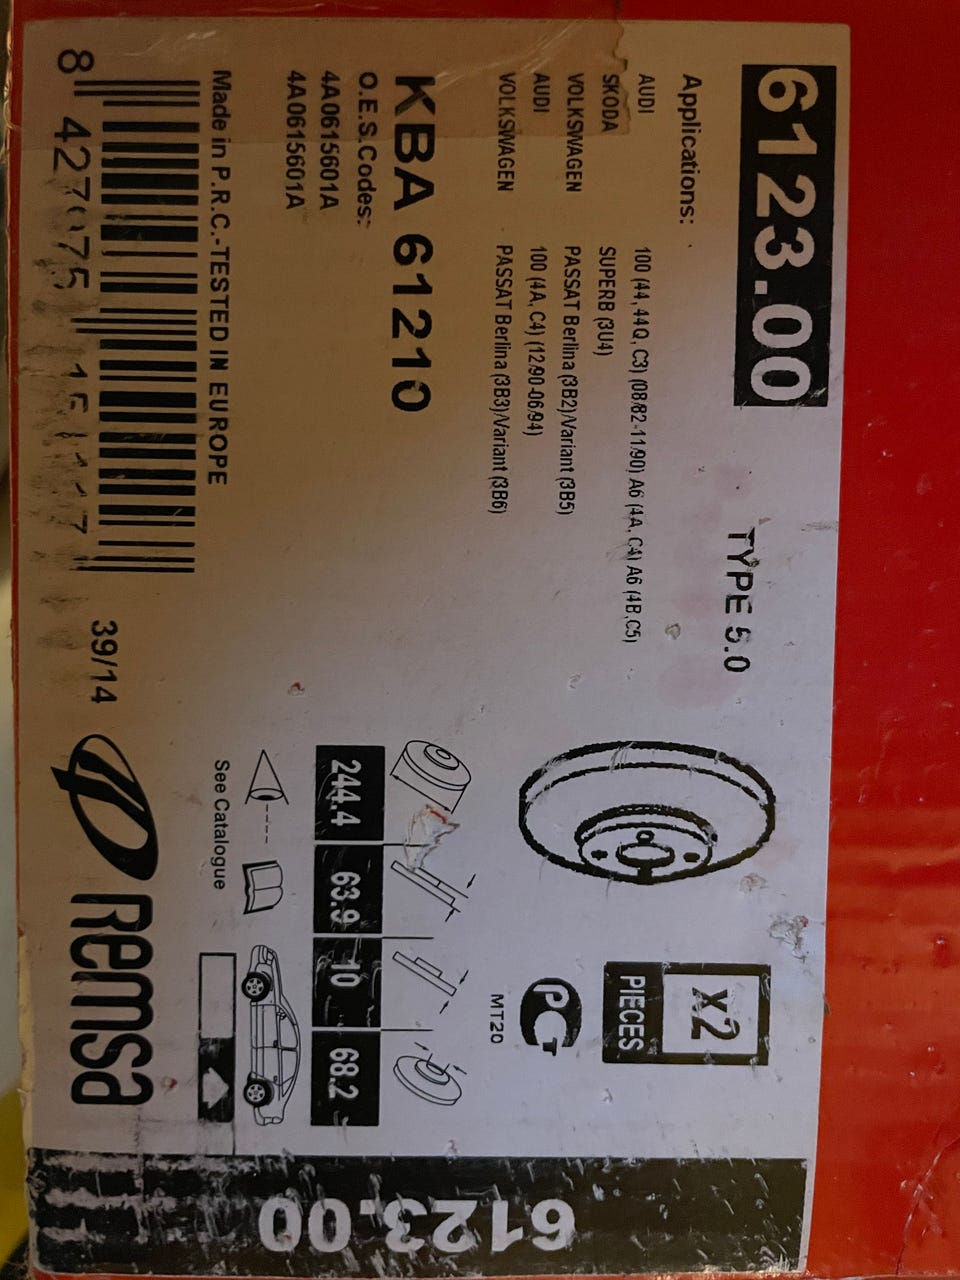 6123.00
TYPE 5.0
Applications:
AUDI 100 (44, 44Q, C3) (08/82-11.90) A6 (4A, C4) A6 (4B,C5)
SKODA SUPERB (3U4)
VOLKSWAGEN PASSAT Berlina (3B2)/Variant (3B5)
AUDI 100 (4A, C4) (12/90-06/94)
VOLKSWAGEN PASSAT Berlina (3B3)/Variant (3B6)
KBA 61210
O.E.S.Codes:
4A0615601A
4A0615601A
Made in P.R.C.-TESTED IN EUROPE
8
39/14
x2
PIECES
PCT
MT20
244.4 63.9 10 68.2
See Catalogue
Remsa
6123.00